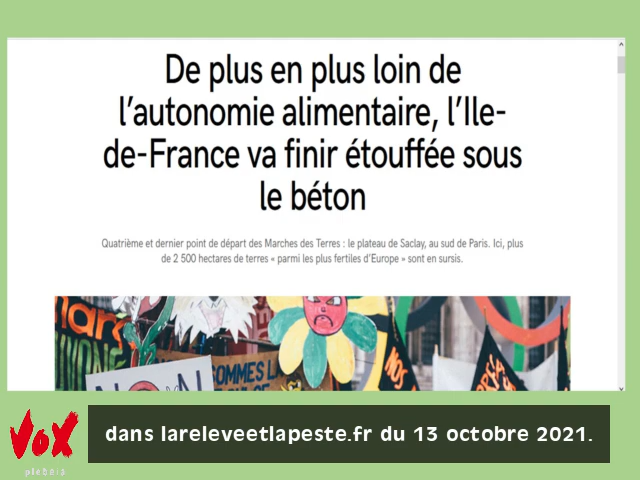 De plus en plus loin de
l'autonomie alimentaire, l'Ile-
de-France va finir étouffée sous
le béton
Quatrième et dernier point de départ des Marches des Terres : le plateau de Saclay, au sud de Paris. Ici, plus
de 2 500 hectares de terres « parmi les plus fertiles d'Europe » sont en sursis.
SOMMES L
NOS
VoX
plebeia
dans lareleveetlapeste.fr du 13 octobre 2021.